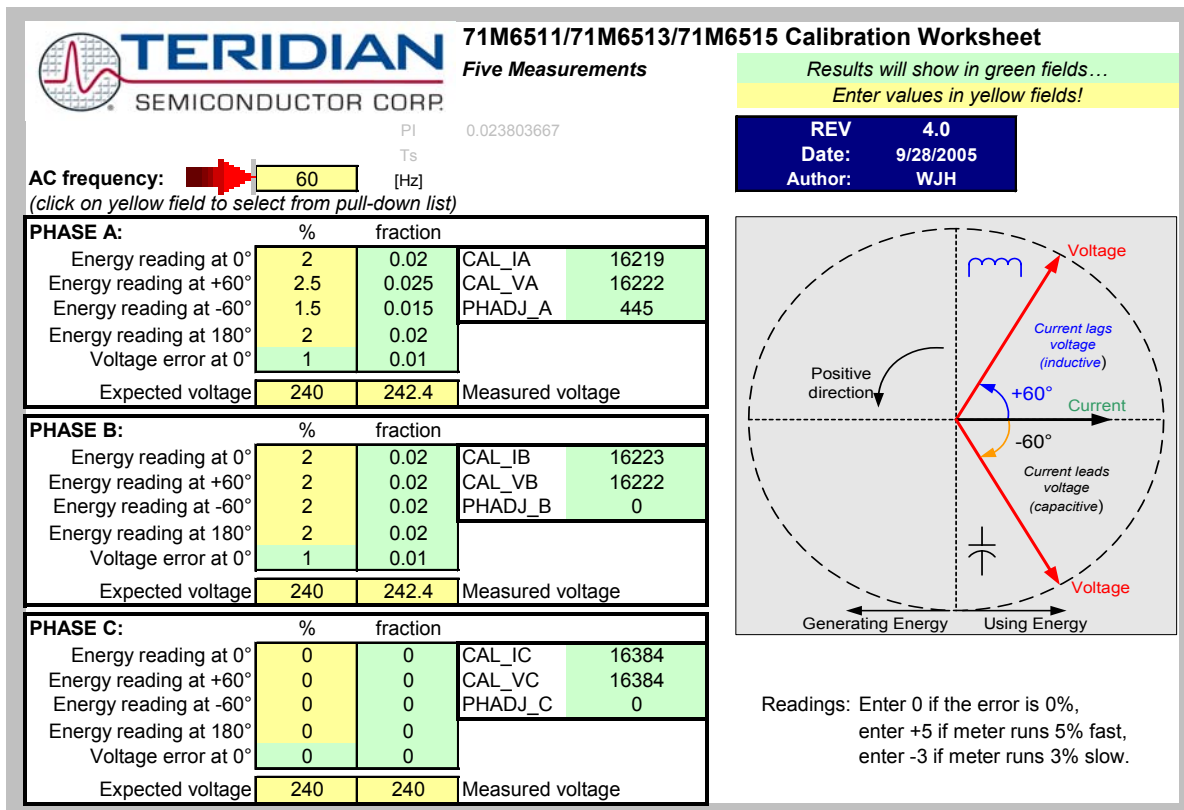 TERIDIAN
SEMICONDUCTOR CORP.
71M6511/71M6513/71M6515 Calibration Worksheet
Five Measurements
Results will show in green fields…
Enter values in yellow fields!
PI 0.023803667
Ts
REV 4.0
Date: 9/28/2005
Author: WJH
AC frequency: 60 [Hz]
(click on yellow field to select from pull-down list)
PHASE A: % fraction
Energy reading at 0° 2 0.02 CAL_IA 16219
Energy reading at +60° 2.5 0.025 CAL_VA 16222
Energy reading at -60° 1.5 0.015 PHADJ_A 445
Energy reading at 180° 2 0.02
Voltage error at 0° 1 0.01
Expected voltage 240 242.4 Measured voltage
PHASE B: % fraction
Energy reading at 0° 2 0.02 CAL_IB 16223
Energy reading at +60° 2 0.02 CAL_VB 16222
Energy reading at -60° 2 0.02 PHADJ_B 0
Energy reading at 180° 2 0.02
Voltage error at 0° 1 0.01
Expected voltage 240 242.4 Measured voltage
PHASE C: % fraction
Energy reading at 0° 0 0 CAL_IC 16384
Energy reading at +60° 0 0 CAL_VC 16384
Energy reading at -60° 0 0 PHADJ_C 0
Energy reading at 180° 0 0
Voltage error at 0° 0 0
Expected voltage 240 240 Measured voltage
Voltage
Current lags
voltage
(inductive)
Positive
direction
+60°
Current
-60°
Current leads
voltage
(capacitive)
Voltage
Generating Energy Using Energy
Readings: Enter 0 if the error is 0%,
enter +5 if meter runs 5% fast,
enter -3 if meter runs 3% slow.